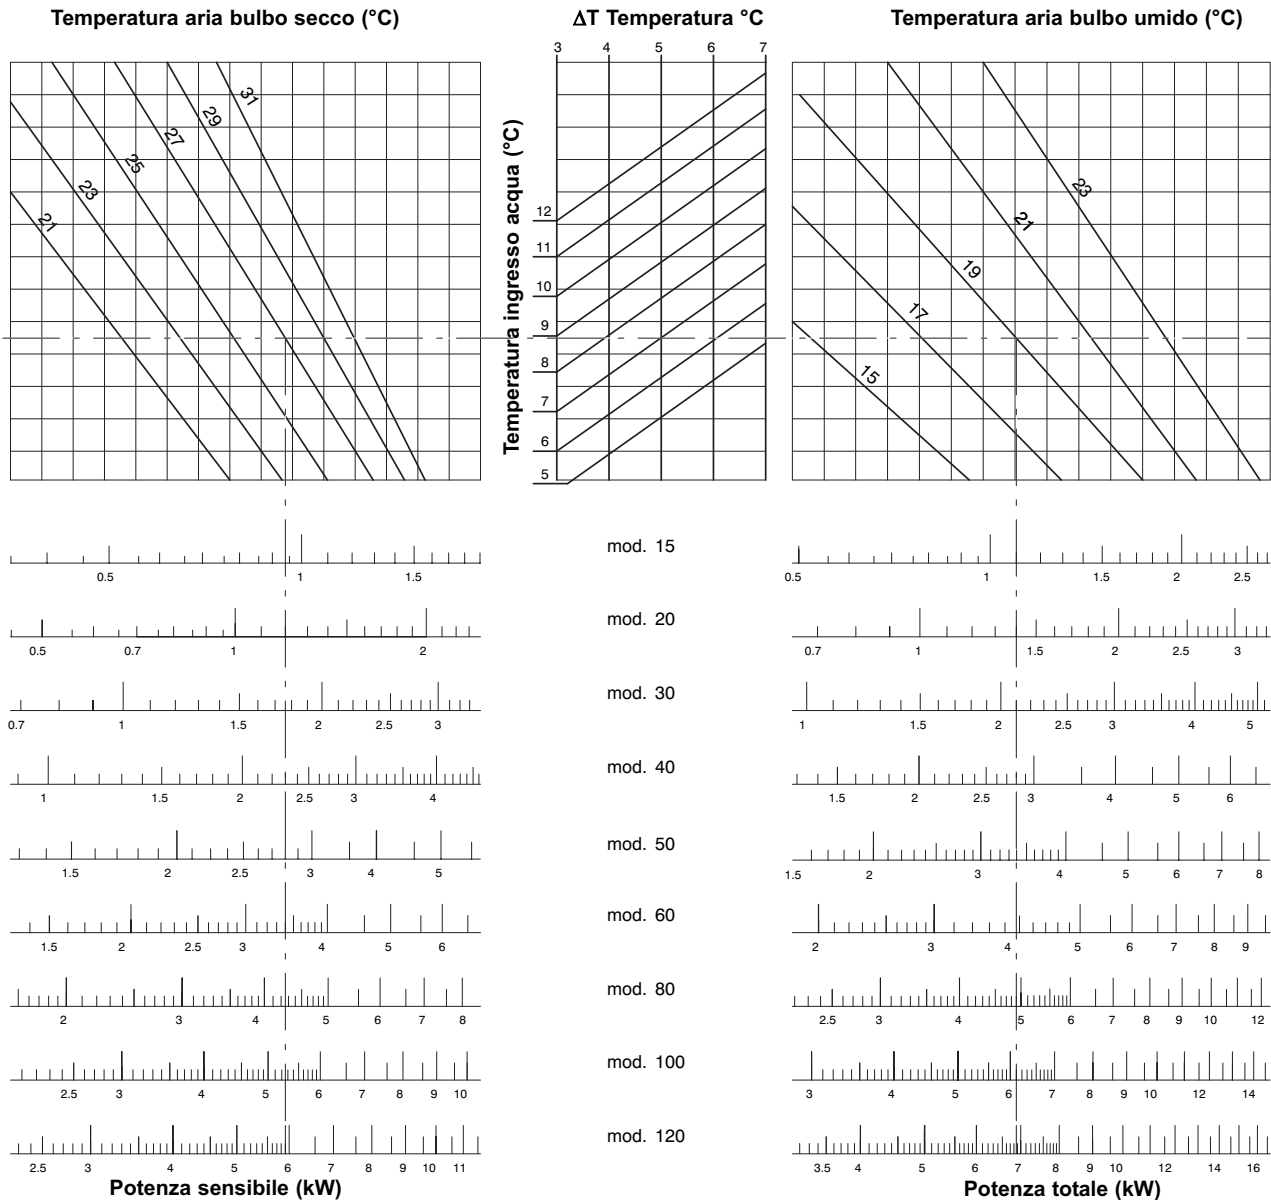 Temperatura aria bulbo secco (°C)
ΔT Temperatura °C
Temperatura aria bulbo umido (°C)
3 4 5 6 7
31
29
27
25
23
21
Temperatura ingresso acqua (°C)
12
11
10
9
8
7
6
5
23
21
19
17
15
0.5 1 1.5
mod. 15
0.5 1 1.5 2 2.5
0.5 0.7 1 2
mod. 20
0.7 1 1.5 2 2.5 3
0.7 1 1.5 2 2.5 3
mod. 30
1 1.5 2 2.5 3 4 5
1 1.5 2 2.5 3 4
mod. 40
1.5 2 2.5 3 4 5 6
1.5 2 2.5 3 4 5
mod. 50
1.5 2 3 4 5 6 7 8
1.5 2 2.5 3 4 5 6
mod. 60
2 3 4 5 6 7 8 9
2 3 4 5 6 7 8
mod. 80
2.5 3 4 5 6 7 8 9 10 12
2.5 3 4 5 6 7 8 9 10
mod. 100
3 4 5 6 7 8 9 10 12 14
2.5 3 4 5 6 7 8 9 10 11
mod. 120
3.5 4 5 6 7 8 9 10 12 14 16
Potenza sensibile (kW)
Potenza totale (kW)